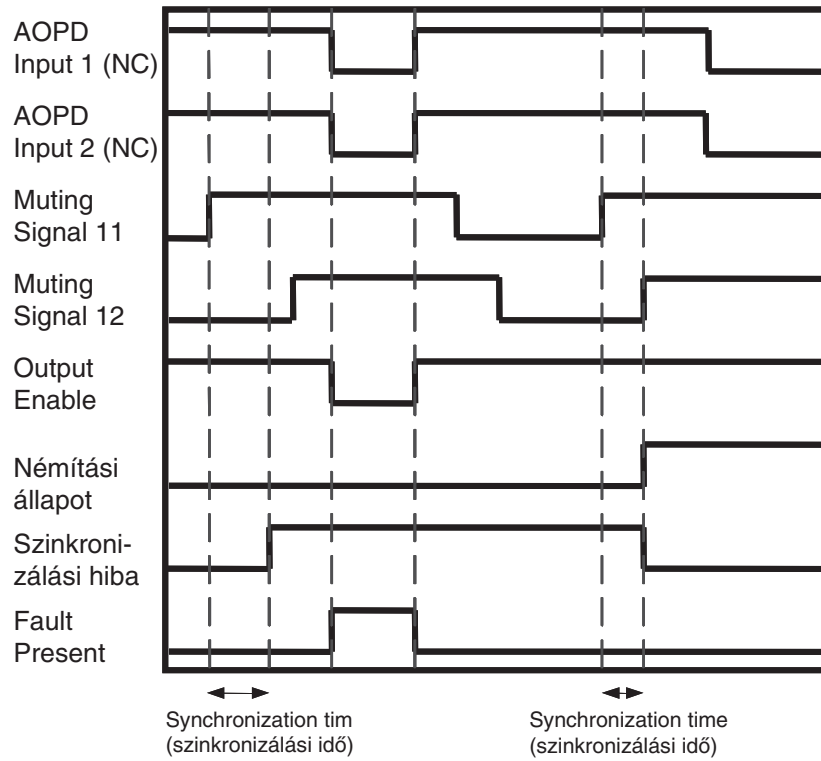 AOPD
Input 1 (NC)
AOPD
Input 2 (NC)
Muting
Signal 11
Muting
Signal 12
Output
Enable
Némítási
állapot
Szinkroni-
zálási hiba
Fault
Present
Synchronization tim
(szinkronizálási idő)
Synchronization time
(szinkronizálási idő)